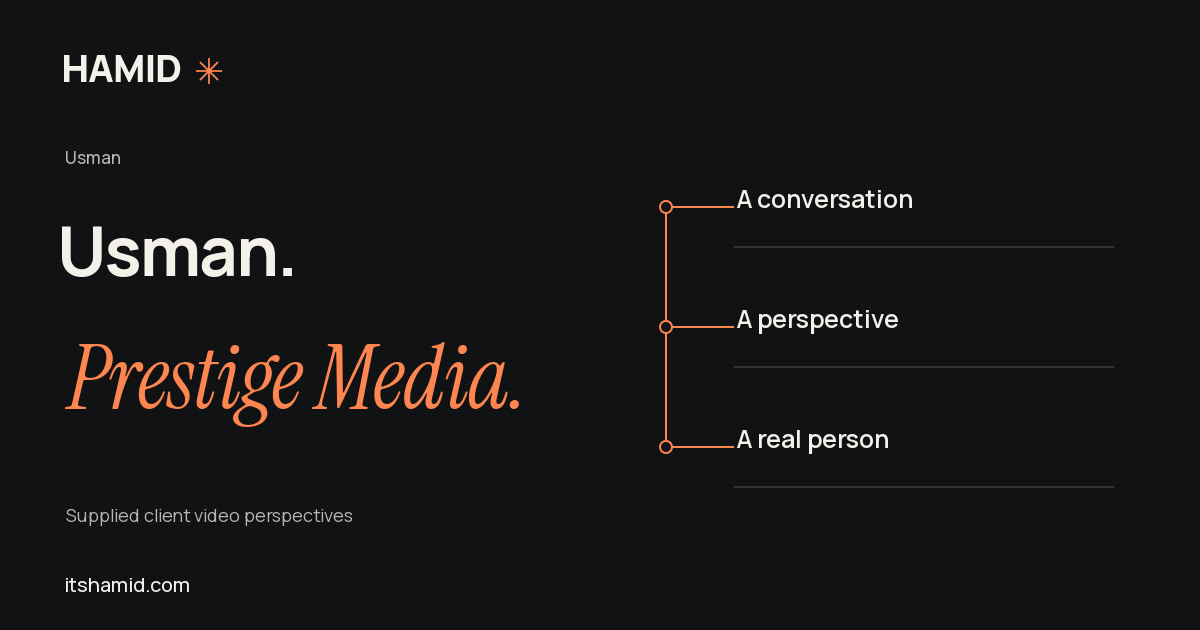 HAMID
Usman
Usman.
Prestige Media.
Supplied client video perspectives
itshamid.com
A conversation
A perspective
A real person